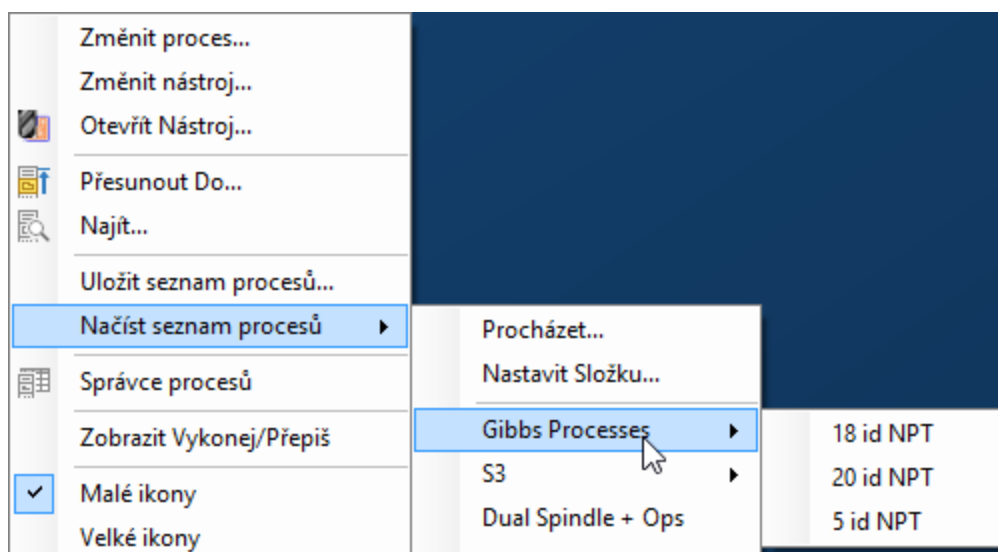 Změnit proces...
Změnit nástroj...
Otevřít Nástroj...
Přesunout Do...
Najít...
Uložit seznam procesů...
Načíst seznam procesů
Správce procesů
Zobrazit Vykonej/Přepiš
Malé ikony
Velké ikony
Procházet...
Nastavit Složku...
Gibbs Processes
S3
Dual Spindle + Ops
18 id NPT
20 id NPT
5 id NPT